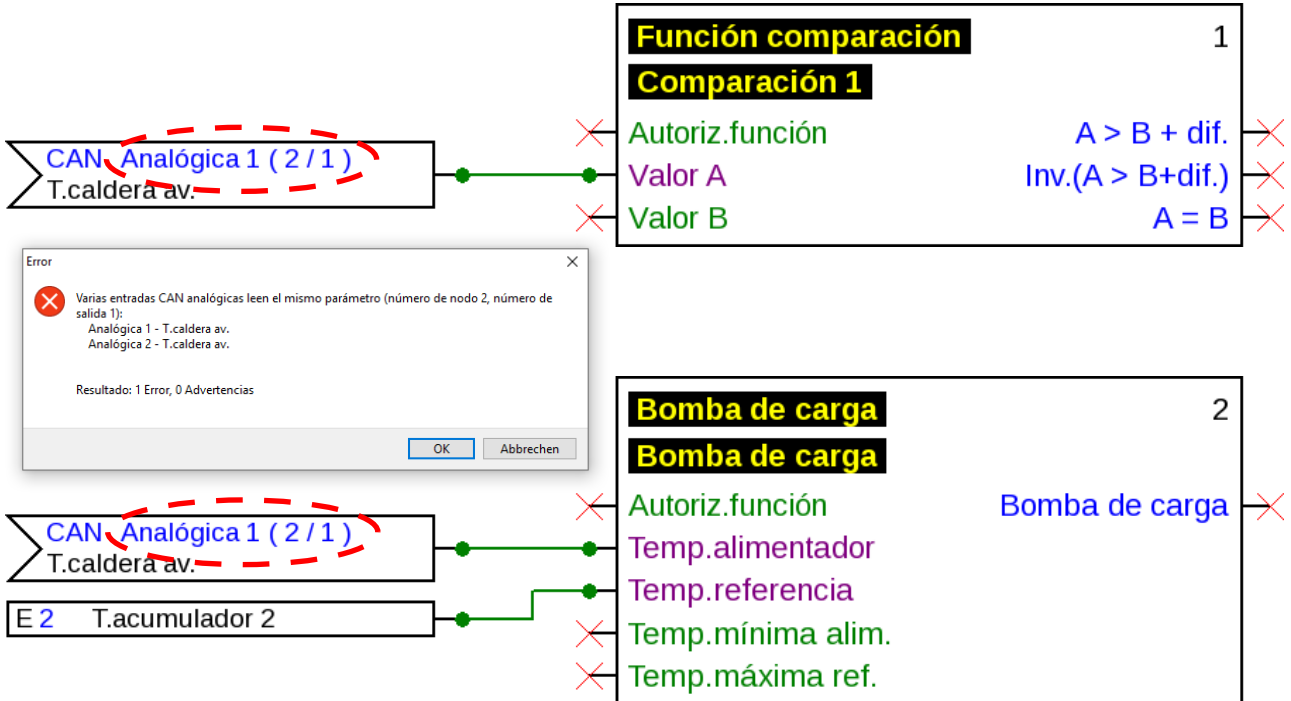 Función comparación 1
Comparación 1
Autoriz.función A > B + dif.
CAN Analógica 1 ( 2 / 1 )
T.caldera av.
Valor A Inv.(A > B+dif.)
Valor B A = B
Error
Varias entradas CAN analógicas leen el mismo parámetro (número de nodo 2, número de
salida 1):
Analógica 1 - T.caldera av.
Analógica 2 - T.caldera av.
Resultado: 1 Error, 0 Advertencias
OK Abbrechen
Bomba de carga 2
Bomba de carga
Autoriz.función Bomba de carga
CAN Analógica 1 ( 2 / 1 )
T.caldera av.
Temp.alimentador
Temp.referencia
E 2 T.acumulador 2
Temp.mínima alim.
Temp.máxima ref.